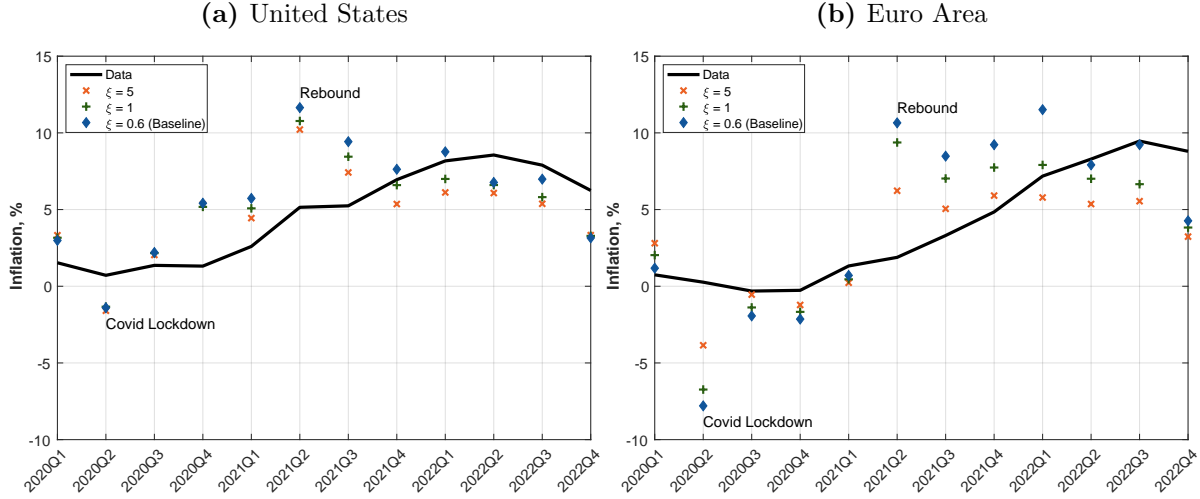 (a) United States
15
10
5
0
-5
-10
Inflation, %
Data
ξ = 5
ξ = 1
ξ = 0.6 (Baseline)
Rebound
Covid Lockdown
2020Q1
2020Q2
2020Q3
2020Q4
2021Q1
2021Q2
2021Q3
2021Q4
2022Q1
2022Q2
2022Q3
2022Q4
(b) Euro Area
15
10
5
0
-5
-10
Inflation, %
Data
ξ = 5
ξ = 1
ξ = 0.6 (Baseline)
Rebound
Covid Lockdown
2020Q1
2020Q2
2020Q3
2020Q4
2021Q1
2021Q2
2021Q3
2021Q4
2022Q1
2022Q2
2022Q3
2022Q4